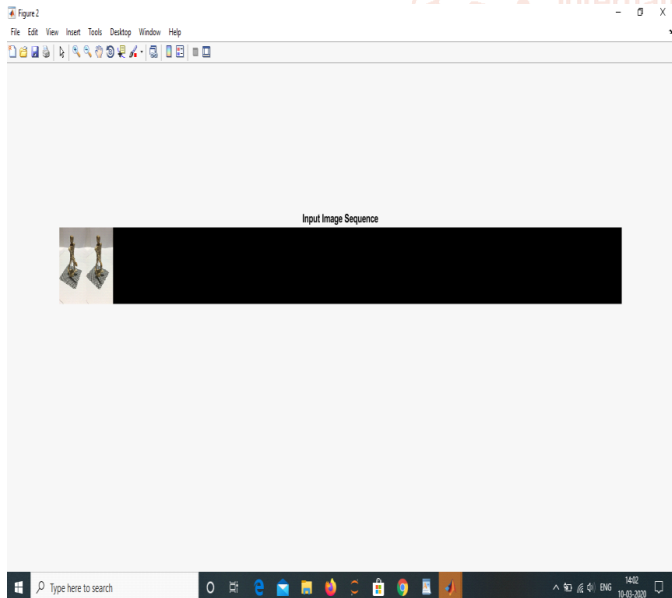 Figure 2
File Edit View Insert Tools Desktop Window Help
Input Image Sequence
Type here to search
ENG
14:02
10-03-2020